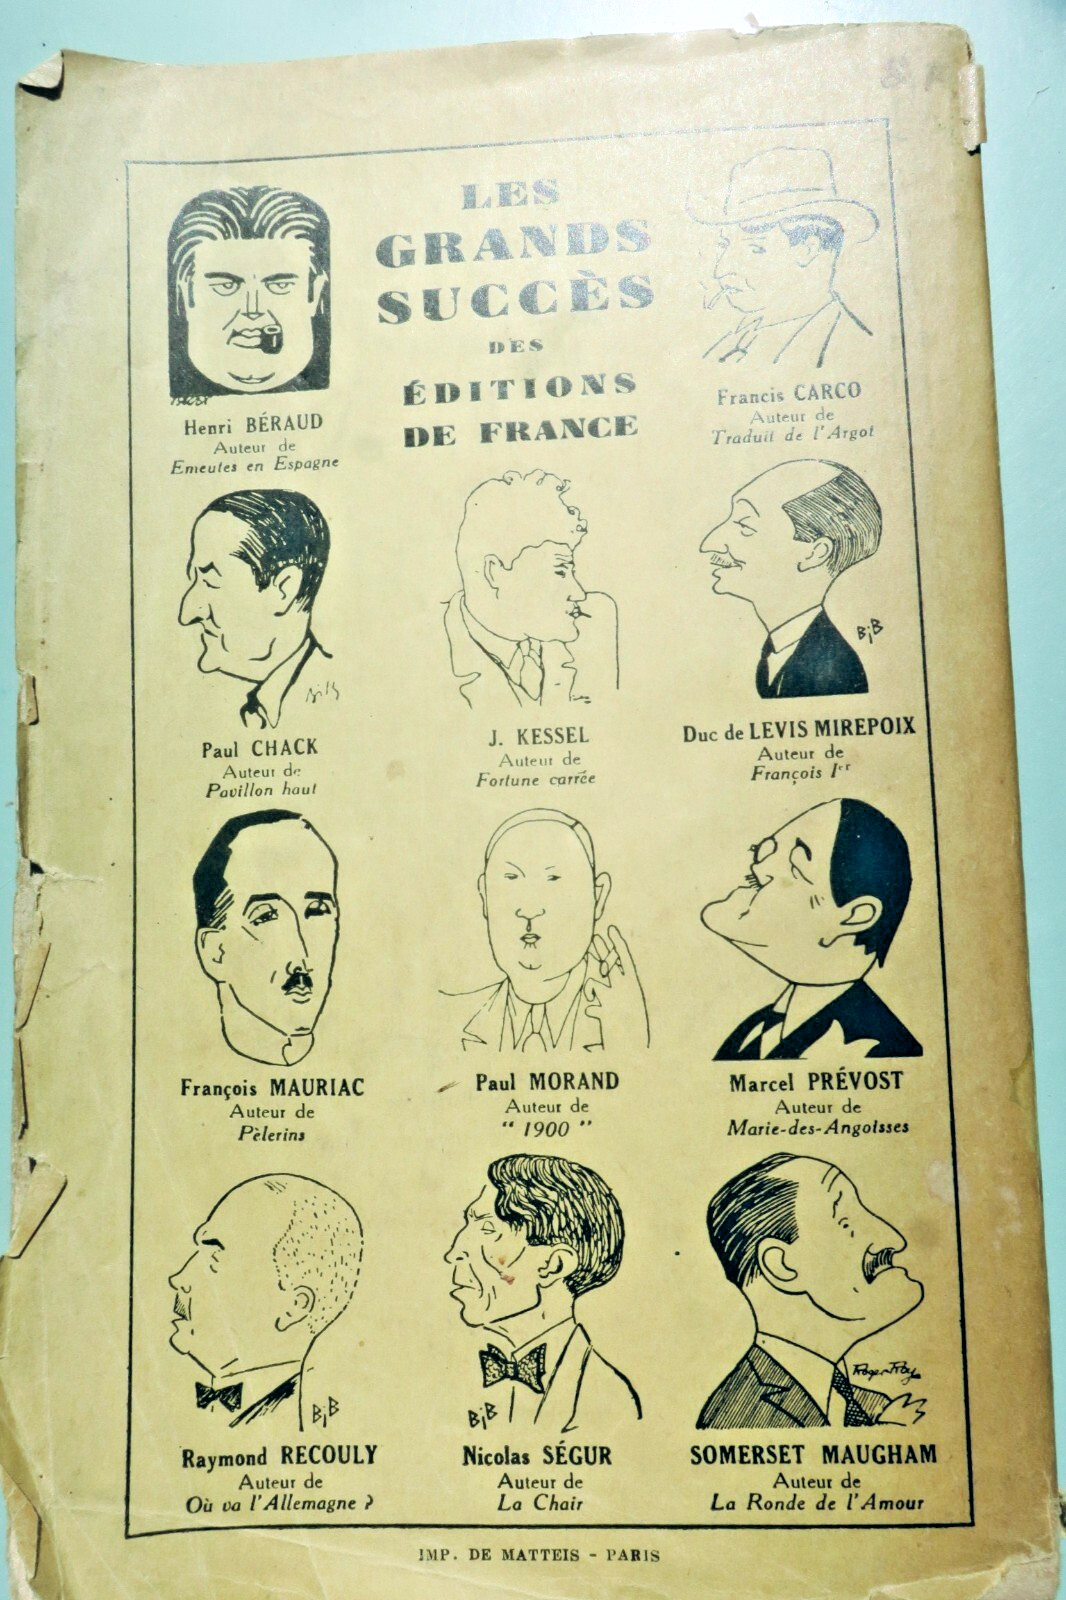 LES
GRANDS
SUCCÈS
DES
ÉDITIONS
DE FRANCE
Henri BÉRAUD
Auteur de
Emeutes en Espagne
Francis CARCO
Auteur de
Traduit de l'Argot
Paul CHACK
Auteur de
Pavillon haut
J. KESSEL
Auteur de
Fortune carrée
BiB
Duc de LEVIS MIREPOIX
Auteur de
François Ier
François MAURIAC
Auteur de
Pèlerins
Paul MORAND
Auteur de
“ 1900 ”
Marcel PRÉVOST
Auteur de
Marie-des-Angoisses
BiB
Raymond RECOULY
Auteur de
Où va l'Allemagne ?
BiB
Nicolas SÉGUR
Auteur de
La Chair
SOMERSET MAUGHAM
Auteur de
La Ronde de l'Amour
IMP. DE MATTEIS - PARIS